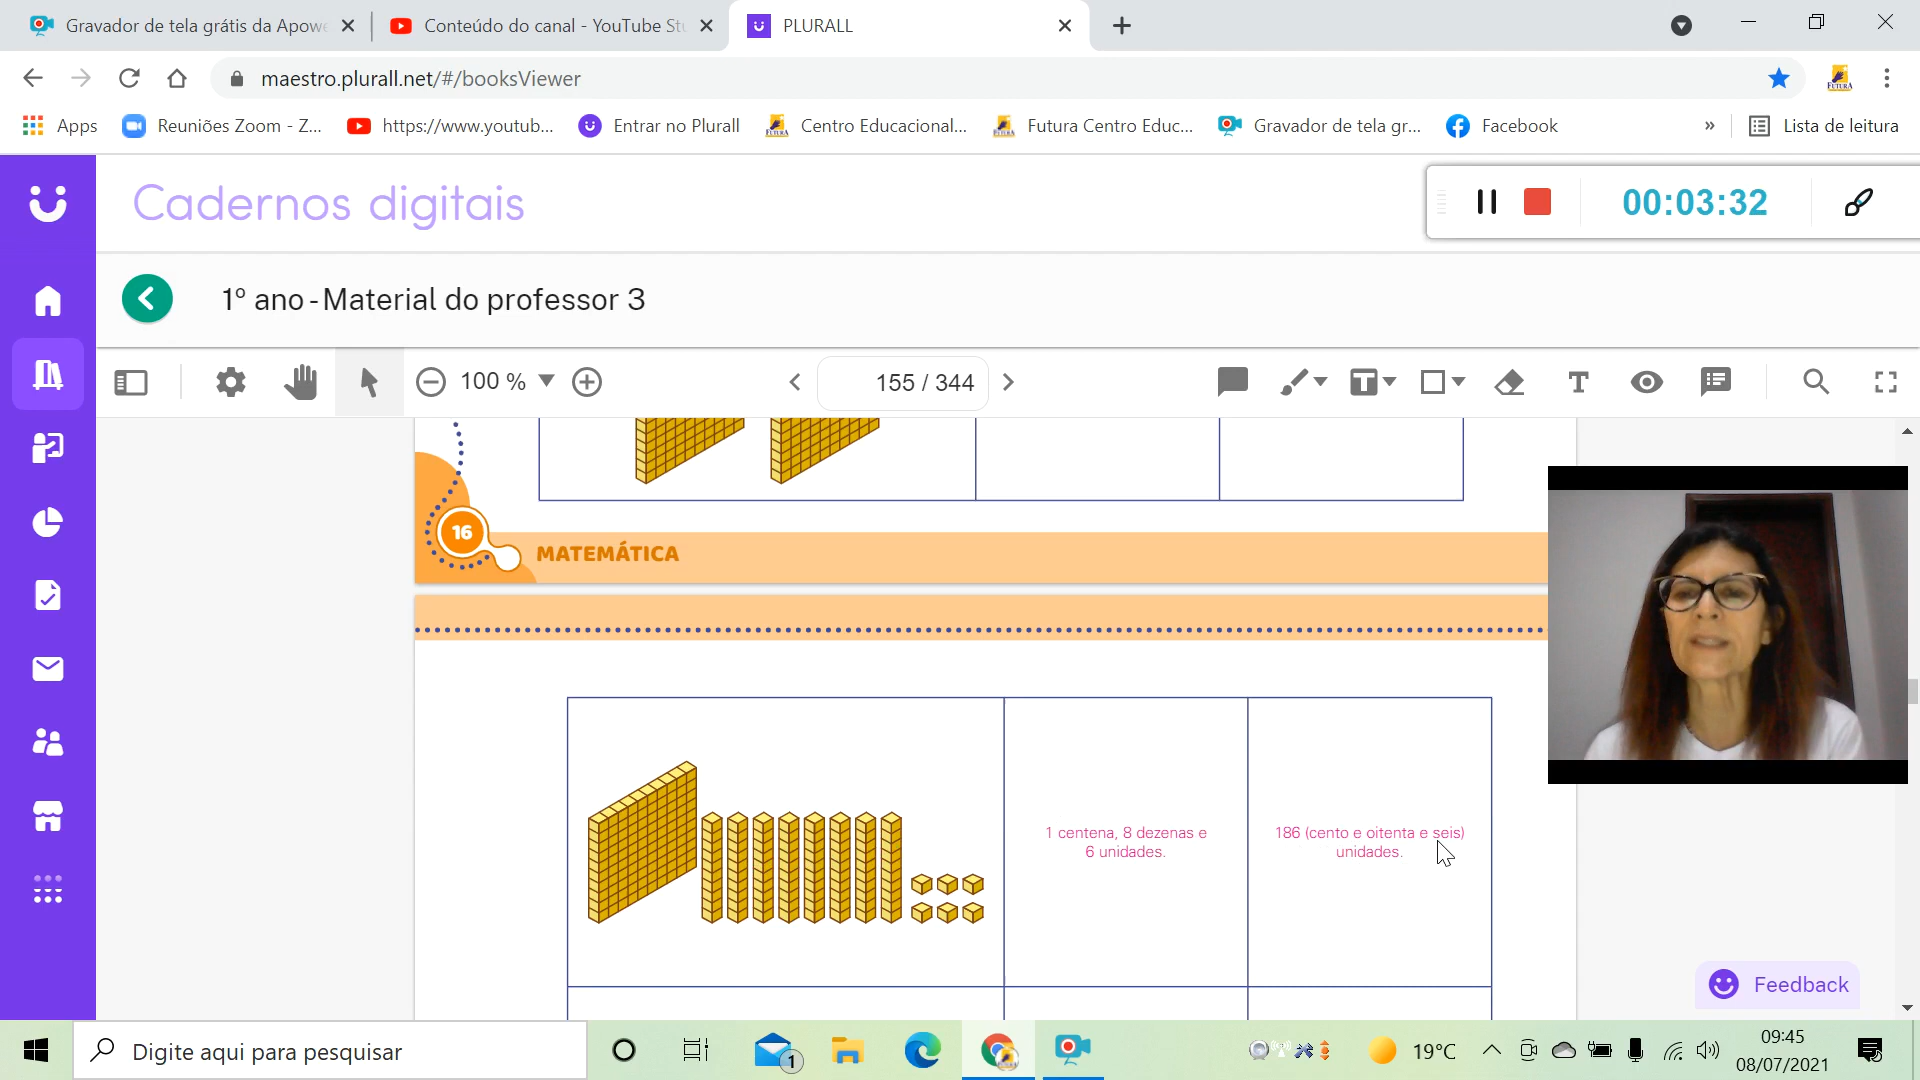 Gravador de tela grátis da Apowe
Conteúdo do canal - YouTube Stu
PLURALL
maestro.plurall.net/#/booksViewer
Apps
Reuniões Zoom - Z...
https://www.youtub...
Entrar no Plurall
Centro Educacional...
Futura Centro Educ...
Gravador de tela gr...
Facebook
»
Lista de leitura
Cadernos digitais
00:03:32
1º ano - Material do professor 3
100 %
155 / 344
16
MATEMÁTICA
1 centena, 8 dezenas e
6 unidades.
186 (cento e oitenta e seis)
unidades.
Feedback
Digite aqui para pesquisar
1
19°C
09:45
08/07/2021